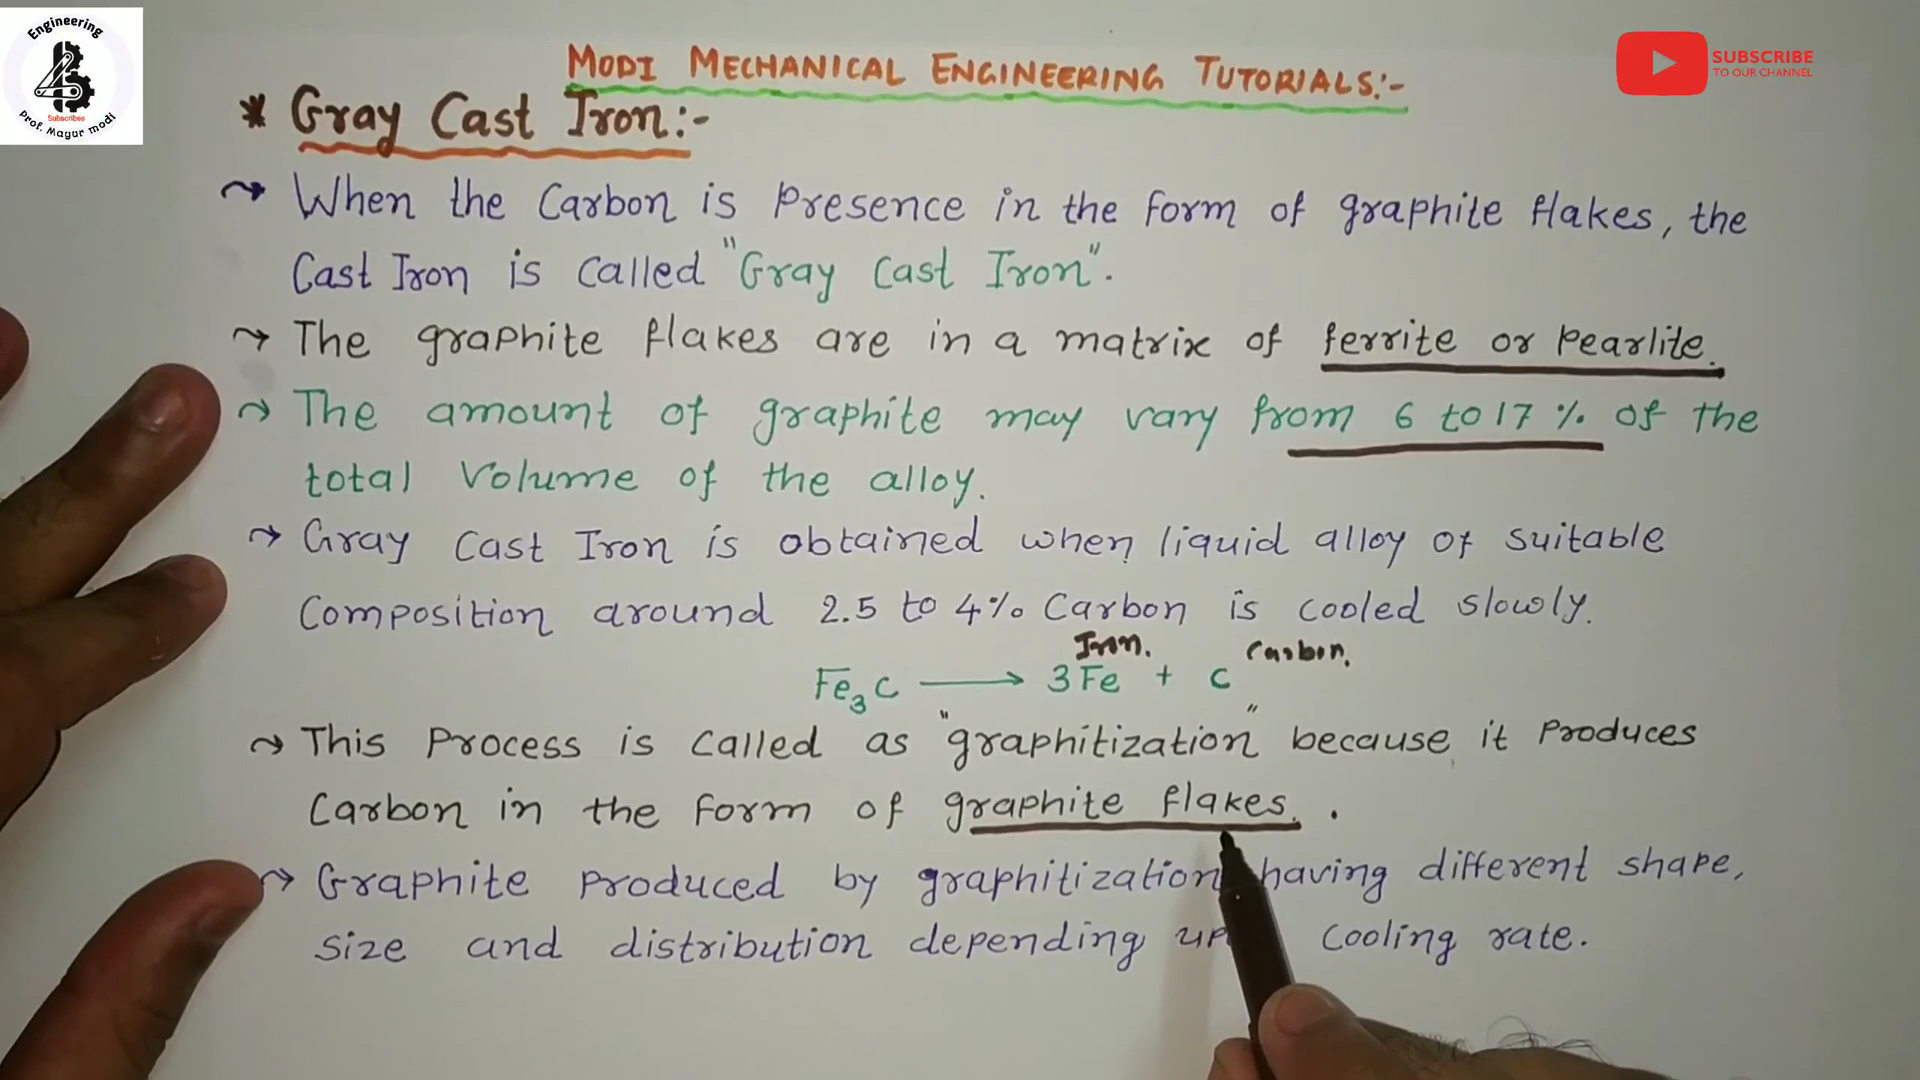 Engineering
Subscribes
Prof. Mayur modi
SUBSCRIBE
TO OUR CHANNEL
MODI MECHANICAL ENGINEERING TUTORIALS:-
* Gray Cast Iron:-
→ When the Carbon is Presence in the form of graphite flakes, the
Cast Iron is called "Gray Cast Iron".
→ The graphite flakes are in a matrix of ferrite or Pearlite.
→ The amount of graphite may vary from 6 to 17 % of the
total Volume of the alloy.
→ Gray Cast Iron is obtained when liquid alloy of suitable
Composition around 2.5 to 4% Carbon is cooled slowly.
Iron. Carbon.
Fe₃C → 3Fe + C
→ This Process is called as "graphitization" because it Produces
Carbon in the form of graphite flakes. .
→ Graphite Produced by graphitization having different shape,
size and distribution depending cooling rate.